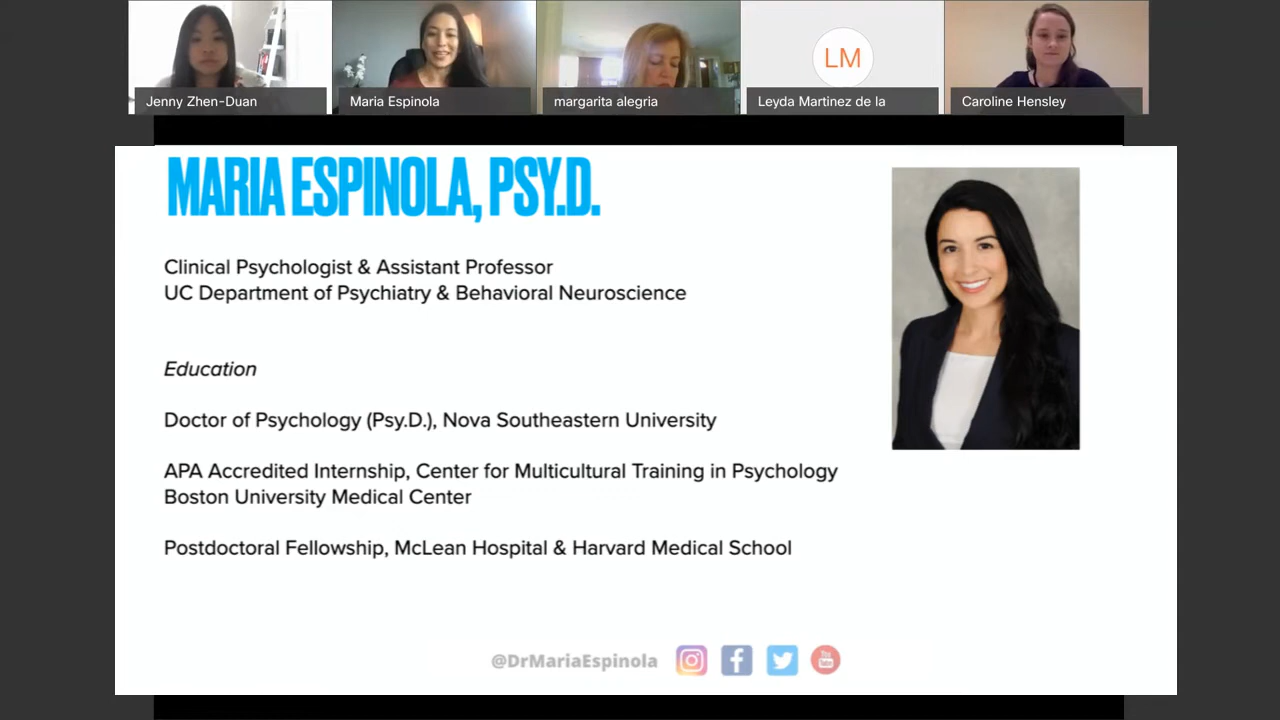 Jenny Zhen-Duan
Maria Espinola
margarita alegria
LM
Leyda Martinez de la
Caroline Hensley
MARIA ESPINOLA, PSY.D.
Clinical Psychologist & Assistant Professor
UC Department of Psychiatry & Behavioral Neuroscience
Education
Doctor of Psychology (Psy.D.), Nova Southeastern University
APA Accredited Internship, Center for Multicultural Training in Psychology
Boston University Medical Center
Postdoctoral Fellowship, McLean Hospital & Harvard Medical School
@DrMariaEspinola
You
Tube